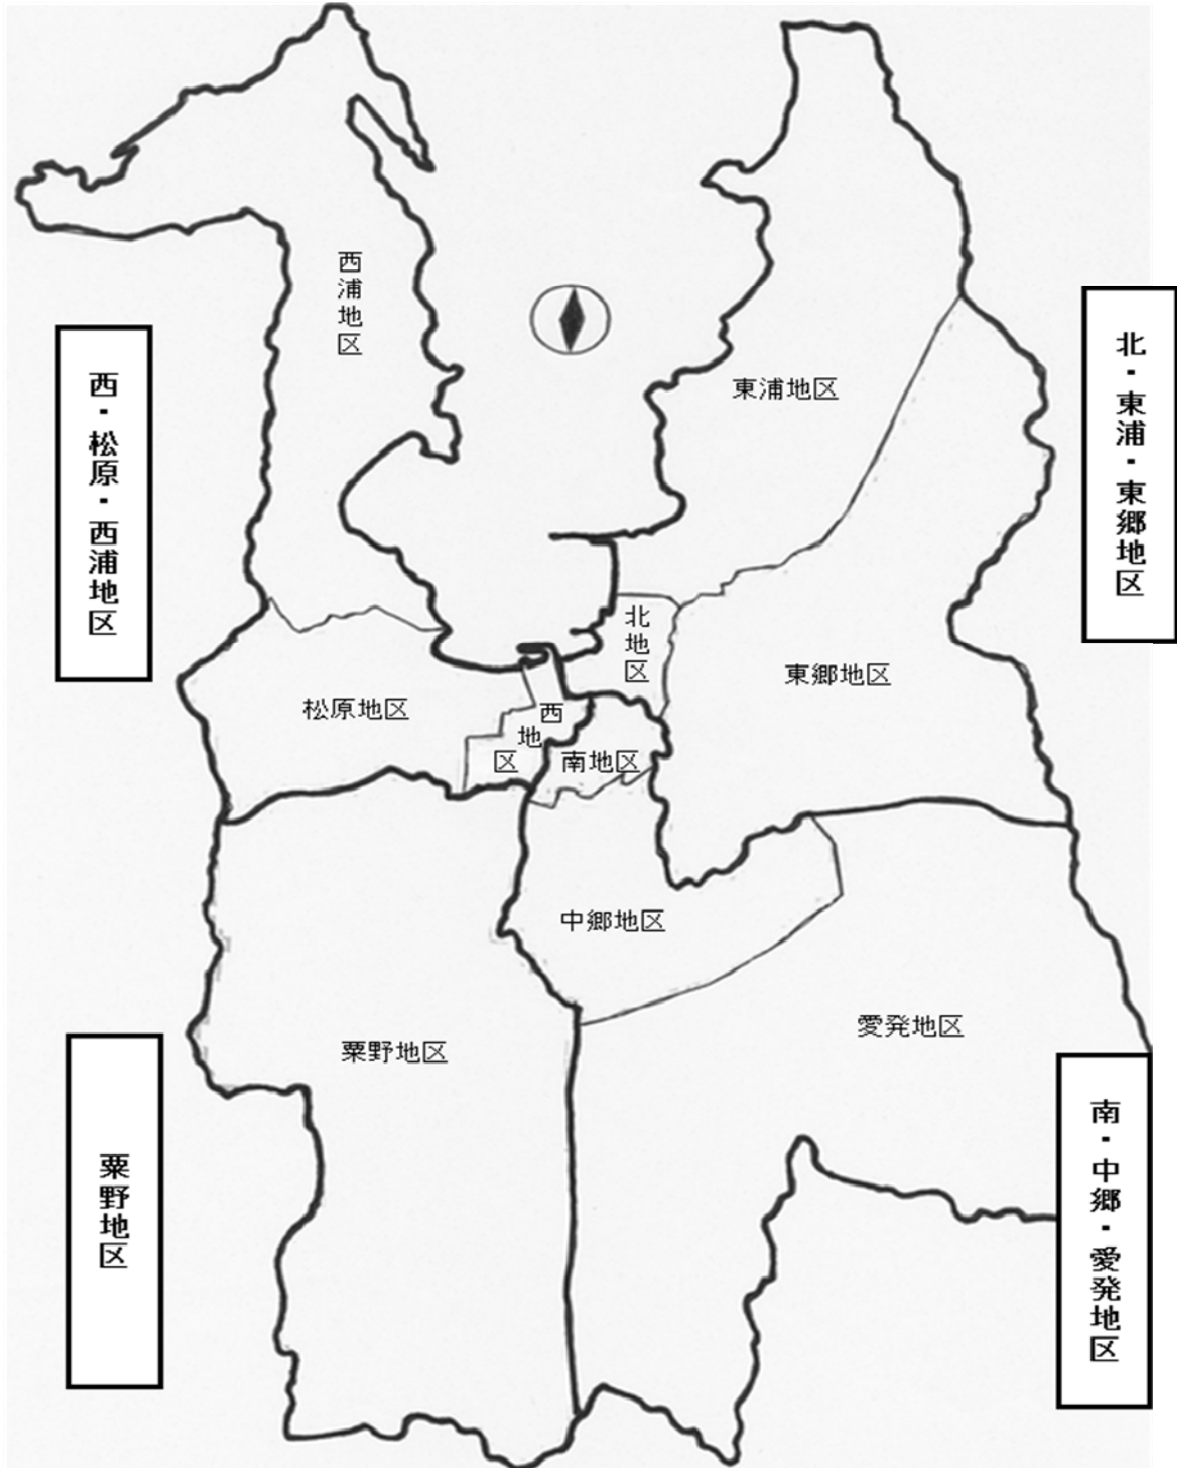 西浦地区
西・松原・西浦地区
東浦地区
北・東浦・東郷地区
北地区
東郷地区
松原地区
西地区
南地区
中郷地区
愛発地区
粟野地区
粟野地区
南・中郷・愛発地区